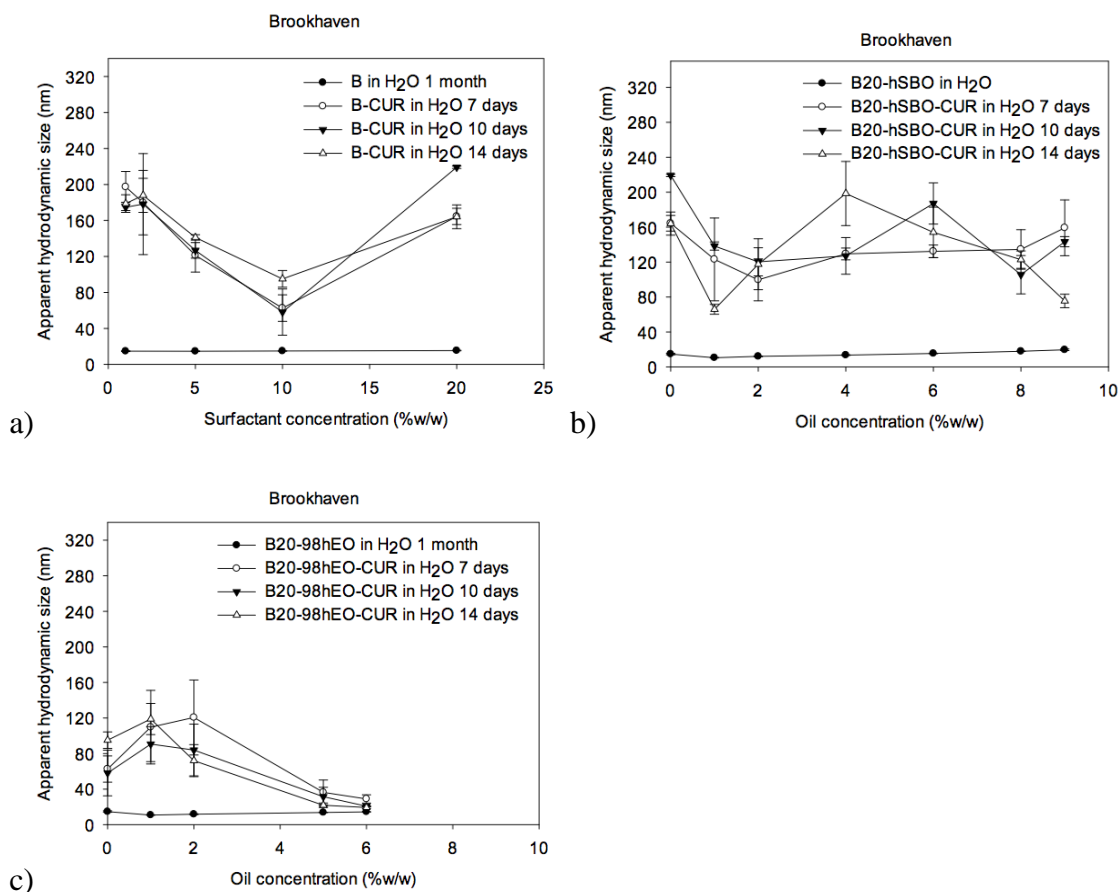 Brookhaven
Apparent hydrodynamic size (nm)
320
280
240
200
160
120
80
40
0
B in H2O 1 month
B-CUR in H2O 7 days
B-CUR in H2O 10 days
B-CUR in H2O 14 days
0 5 10 15 20 25
Surfactant concentration (%w/w)
a)
Brookhaven
Apparent hydrodynamic size (nm)
320
280
240
200
160
120
80
40
0
B20-hSBO in H2O
B20-hSBO-CUR in H2O 7 days
B20-hSBO-CUR in H2O 10 days
B20-hSBO-CUR in H2O 14 days
0 2 4 6 8 10
Oil concentration (%w/w)
b)
Brookhaven
Apparent hydrodynamic size (nm)
320
280
240
200
160
120
80
40
0
B20-98hEO in H2O 1 month
B20-98hEO-CUR in H2O 7 days
B20-98hEO-CUR in H2O 10 days
B20-98hEO-CUR in H2O 14 days
0 2 4 6 8 10
Oil concentration (%w/w)
c)